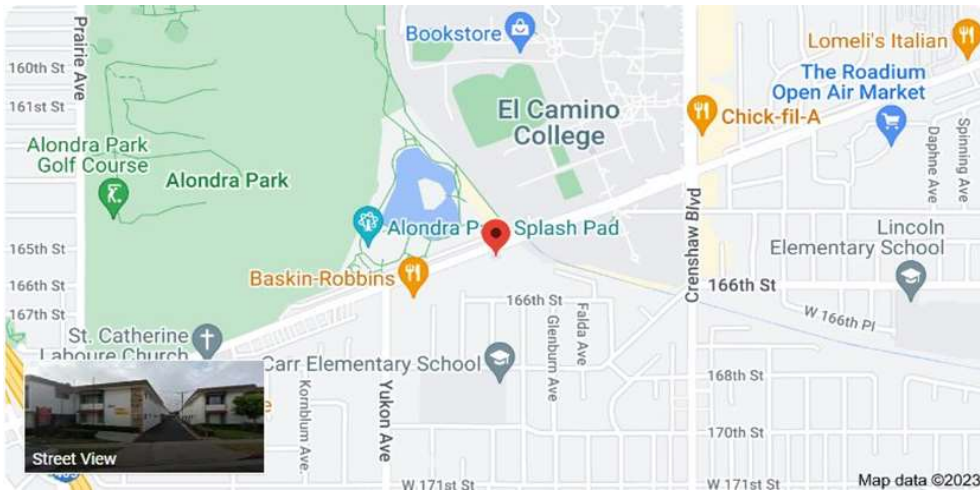 Prairie Ave
160th St
161st St
Bookstore
Lomeli's Italian
The Roadium
Open Air Market
El Camino
College
Chick-fil-A
Daphne Ave
Spinning Ave
Alondra Park
Golf Course
Alondra Park
Crenshaw Blvd
165th St
Alondra P
Splash Pad
Lincoln
Elementary School
Baskin-Robbins
166th St
166th St
166th St
167th St
W 166th Pl
St. Catherine
Laboure Church
Glenburn Ave
Falda Ave
Carr Elementary School
168th St
Kornblum Ave.
Yukon Ave
170th St
Street View
W 171st St
W 171st St
Map data ©2023